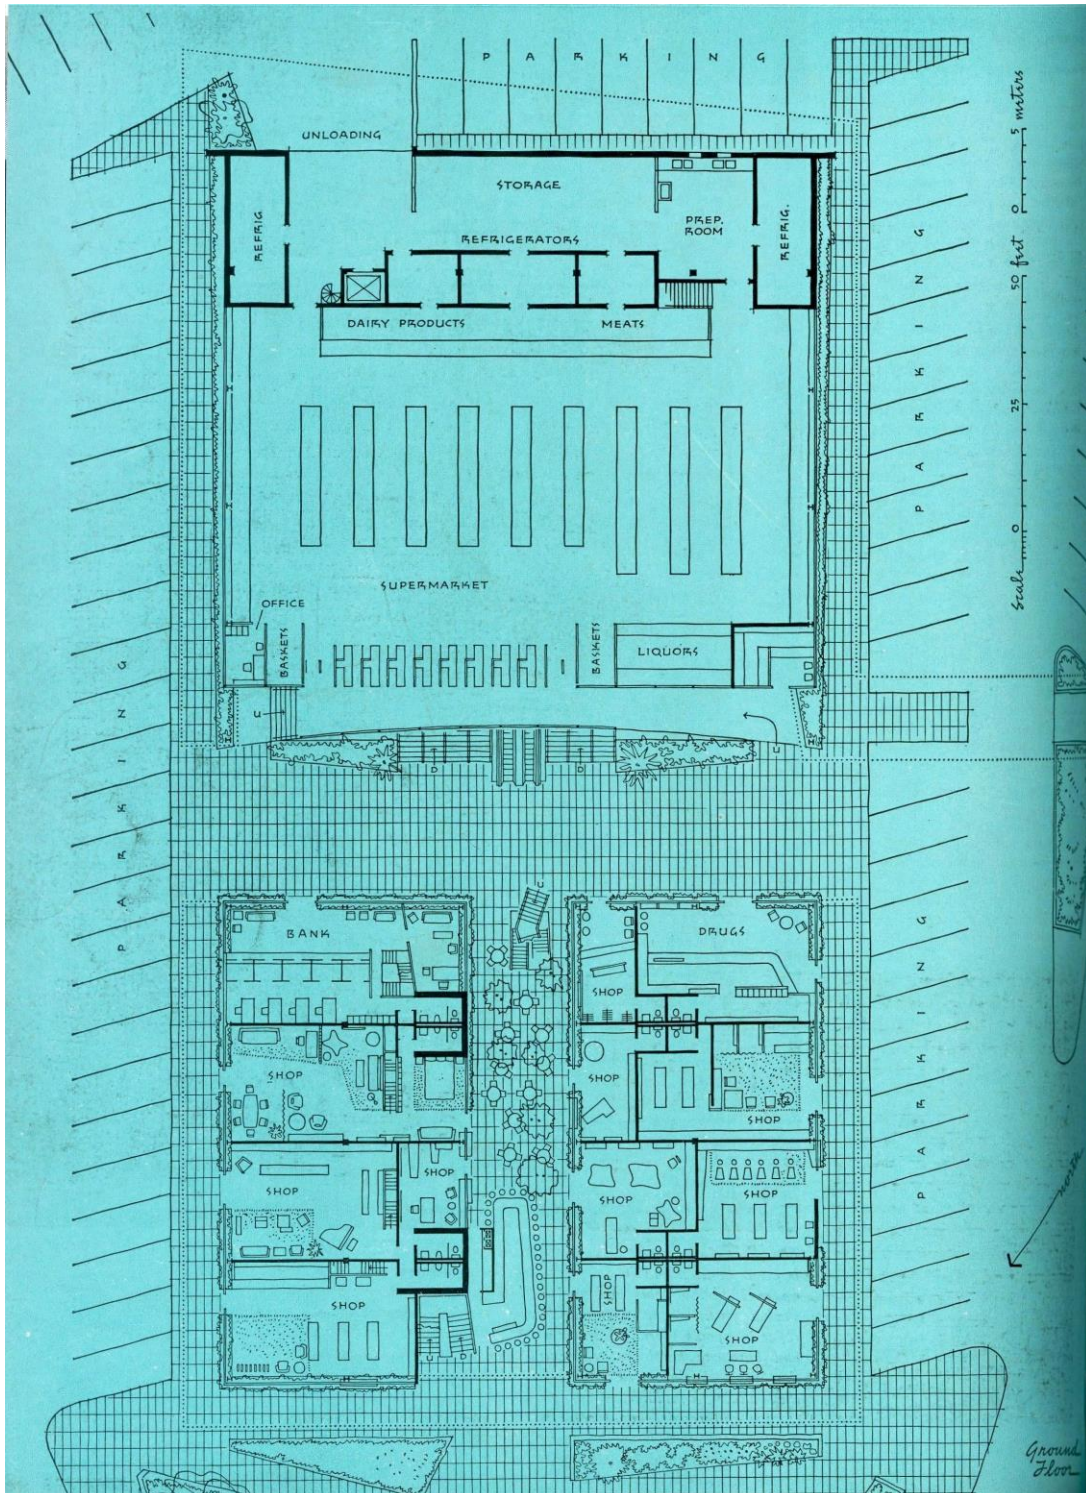 PARKING
UNLOADING
STORAGE
REFRIG.
PREP.
ROOM
REFRIG.
REFRIGERATORS
DAIRY PRODUCTS
MEATS
PARKING
5 meters
0
50 feet
25
0
Scale
SUPERMARKET
OFFICE
BASKETS
BASKETS
LIQUORS
PARKING
U
U
D
D
BANK
C
DRUGS
SHOP
PARKING
SHOP
SHOP
SHOP
SHOP
SHOP
SHOP
SHOP
SHOP
SHOP
SHOP
U
D
SHOP
Ground
Floor